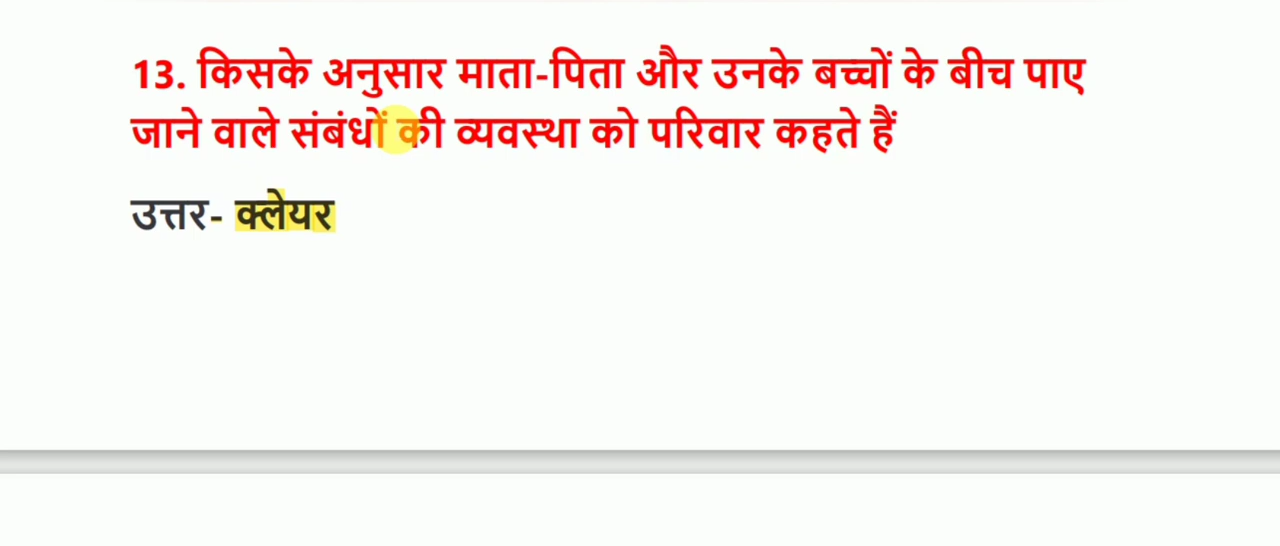 13. किसके अनुसार माता-पिता और उनके बच्चों के बीच पाए
जाने वाले संबंधों की व्यवस्था को परिवार कहते हैं
उत्तर- क्लेयर